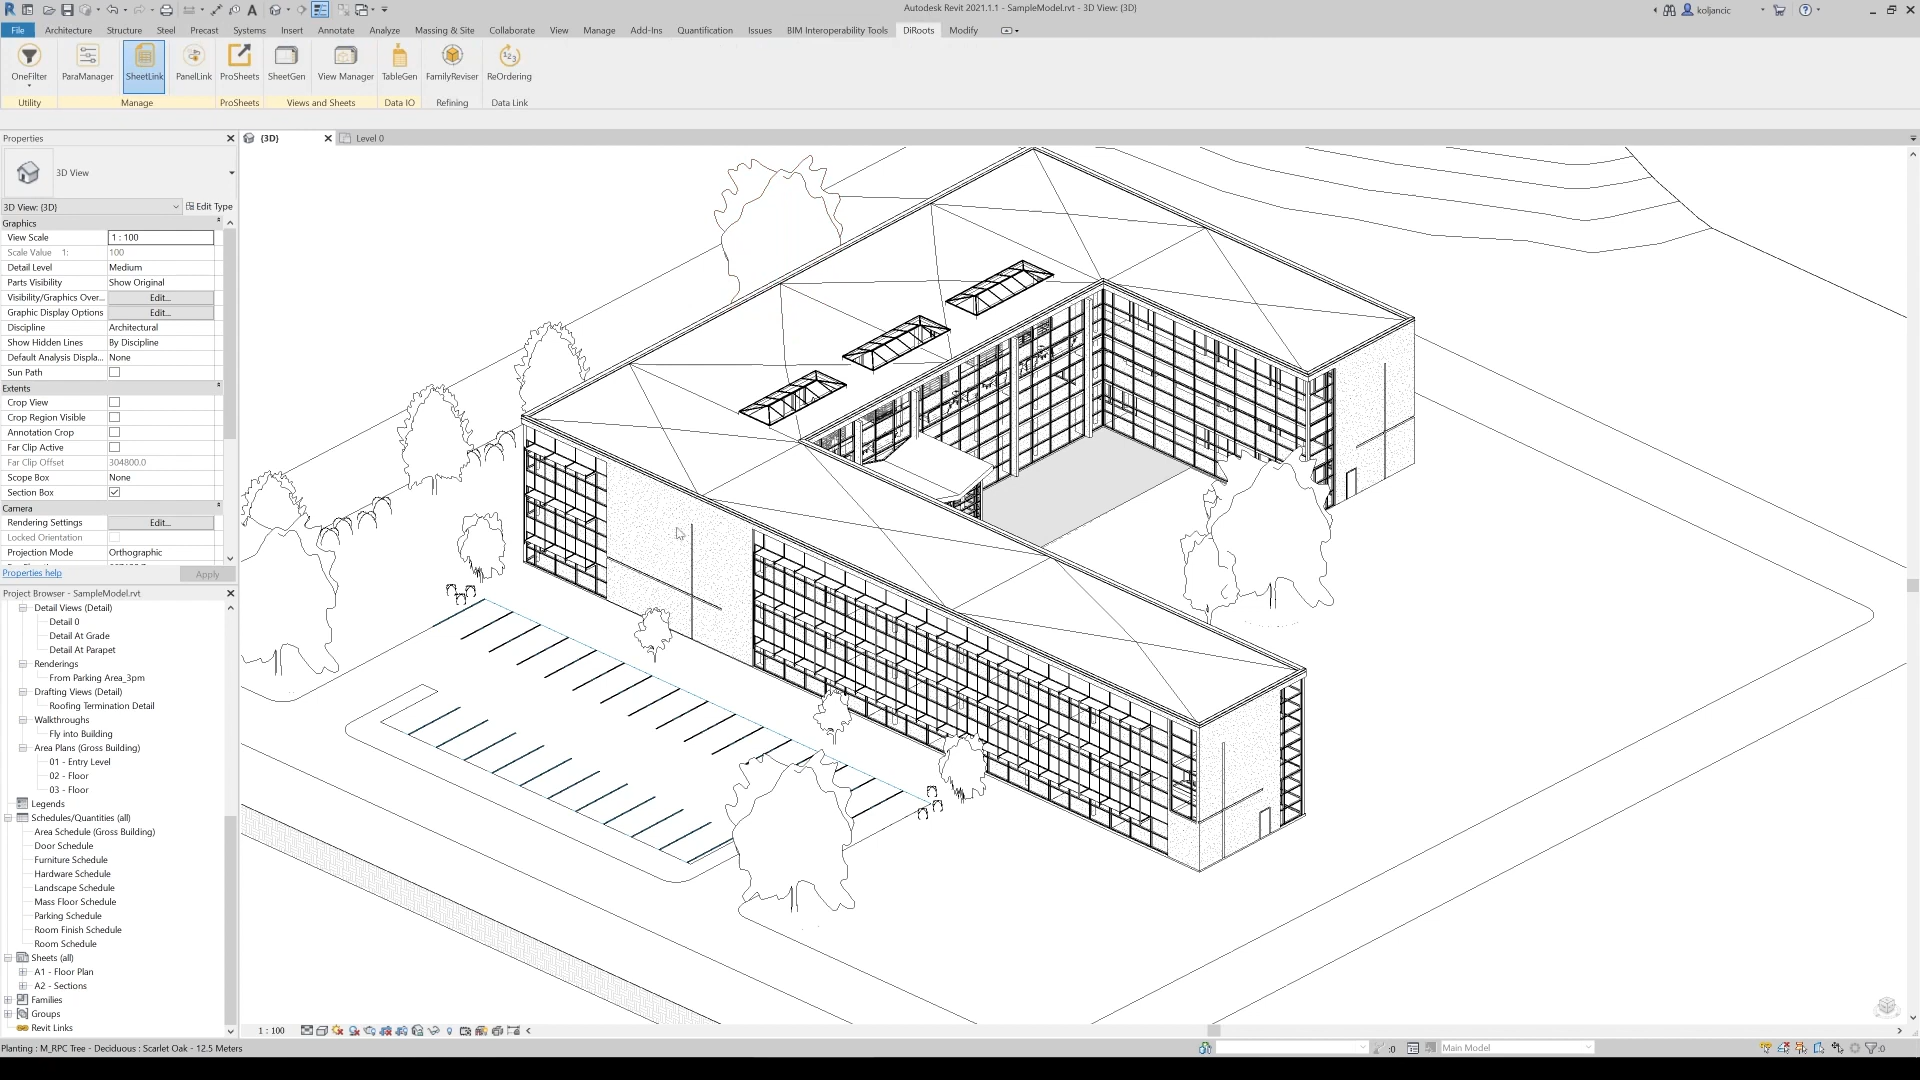 Autodesk Revit 2021.1.1 - SampleModel.rvt - 3D View: {3D}
koljancic
File Architecture Structure Steel Precast Systems Insert Annotate Analyze Massing & Site Collaborate View Manage Add-Ins Quantification Issues BIM Interoperability Tools DiRoots Modify
OneFilter ParaManager SheetLink PanelLink ProSheets SheetGen View Manager TableGen FamilyReviser ReOrdering
Utility Manage ProSheets Views and Sheets Data IO Refining Data Link
Properties
{3D}
Level 0
3D View
3D View: {3D}
Edit Type
Graphics
View Scale 1 : 100
Scale Value 1: 100
Detail Level Medium
Parts Visibility Show Original
Visibility/Graphics Over... Edit...
Graphic Display Options Edit...
Discipline Architectural
Show Hidden Lines By Discipline
Default Analysis Displa... None
Sun Path
Extents
Crop View
Crop Region Visible
Annotation Crop
Far Clip Active
Far Clip Offset 304800.0
Scope Box None
Section Box
Camera
Rendering Settings Edit...
Locked Orientation
Projection Mode Orthographic
Properties help
Apply
Project Browser - SampleModel.rvt
Detail Views (Detail)
Detail 0
Detail At Grade
Detail At Parapet
Renderings
From Parking Area_3pm
Drafting Views (Detail)
Roofing Termination Detail
Walkthroughs
Fly into Building
Area Plans (Gross Building)
01 - Entry Level
02 - Floor
03 - Floor
Legends
Schedules/Quantities (all)
Area Schedule (Gross Building)
Door Schedule
Furniture Schedule
Hardware Schedule
Landscape Schedule
Mass Floor Schedule
Parking Schedule
Room Finish Schedule
Room Schedule
Sheets (all)
A1 - Floor Plan
A2 - Sections
Families
Groups
Revit Links
1 : 100
Planting : M_RPC Tree - Deciduous : Scarlet Oak - 12.5 Meters
:0
Main Model
:0